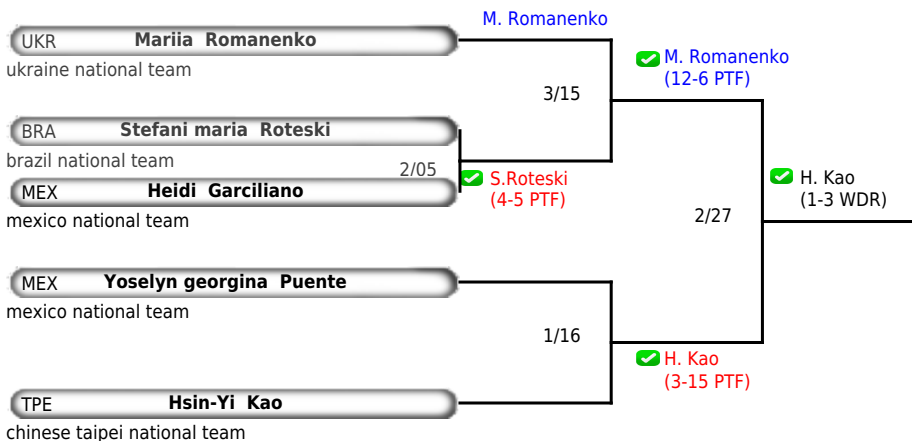 M. Romanenko
UKR Mariia Romanenko
ukraine national team
M. Romanenko
(12-6 PTF)
3/15
BRA Stefani maria Roteski
brazil national team
2/05
S.Roteski
(4-5 PTF)
MEX Heidi Garciliano
mexico national team
H. Kao
(1-3 WDR)
2/27
MEX Yoselyn georgina Puente
mexico national team
1/16
H. Kao
(3-15 PTF)
TPE Hsin-Yi Kao
chinese taipei national team